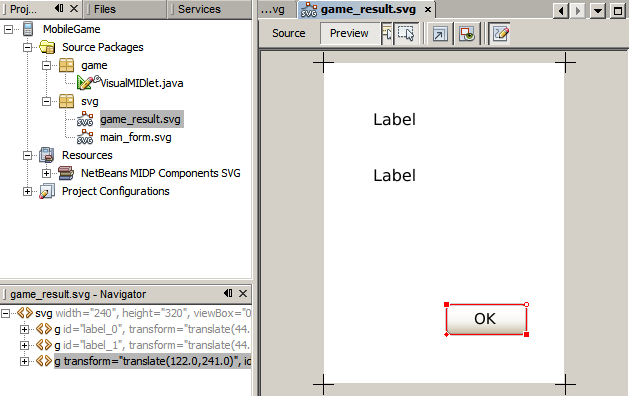 Proj...
Files
Services
MobileGame
Source Packages
game
VisualMIDlet.java
svg
game_result.svg
main_form.svg
Resources
NetBeans MIDP Components SVG
Project Configurations
game_result.svg - Navigator
svg width="240", height="320", viewBox="0
g id="label_0", transform="translate(44.
g id="label_1", transform="translate(44.
g transform="translate(122.0,241.0)", id
...vg
game_result.svg
Source
Preview
Label
Label
OK